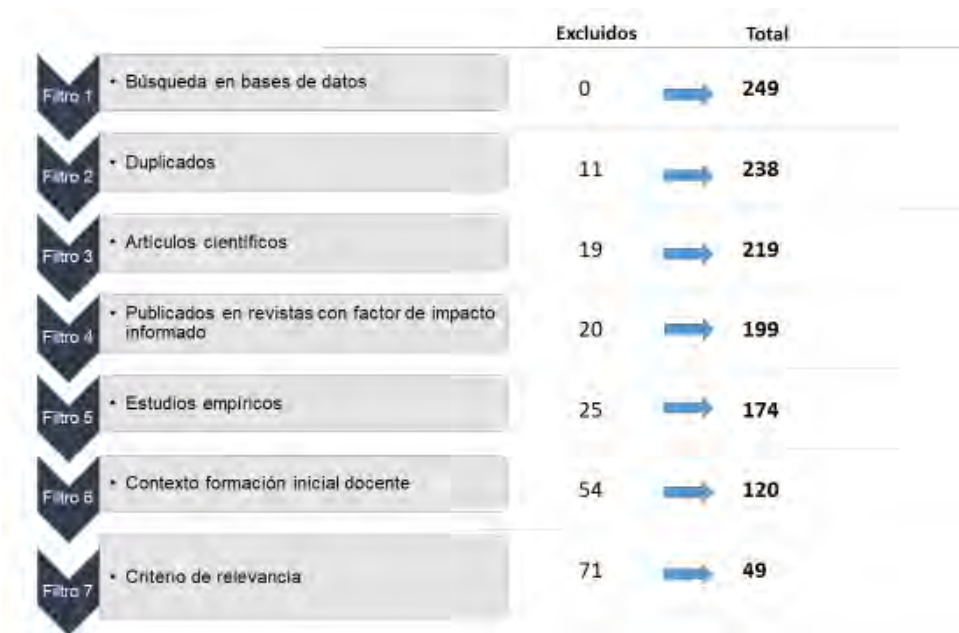 Excluidos Total
Filtro 1 • Búsqueda en bases de datos 0 249
Filtro 2 • Duplicados 11 238
Filtro 3 • Artículos científicos 19 219
Filtro 4 • Publicados en revistas con factor de impacto
informado 20 199
Filtro 5 • Estudios empíricos 25 174
Filtro 6 • Contexto formación inicial docente 54 120
Filtro 7 • Criterio de relevancia 71 49